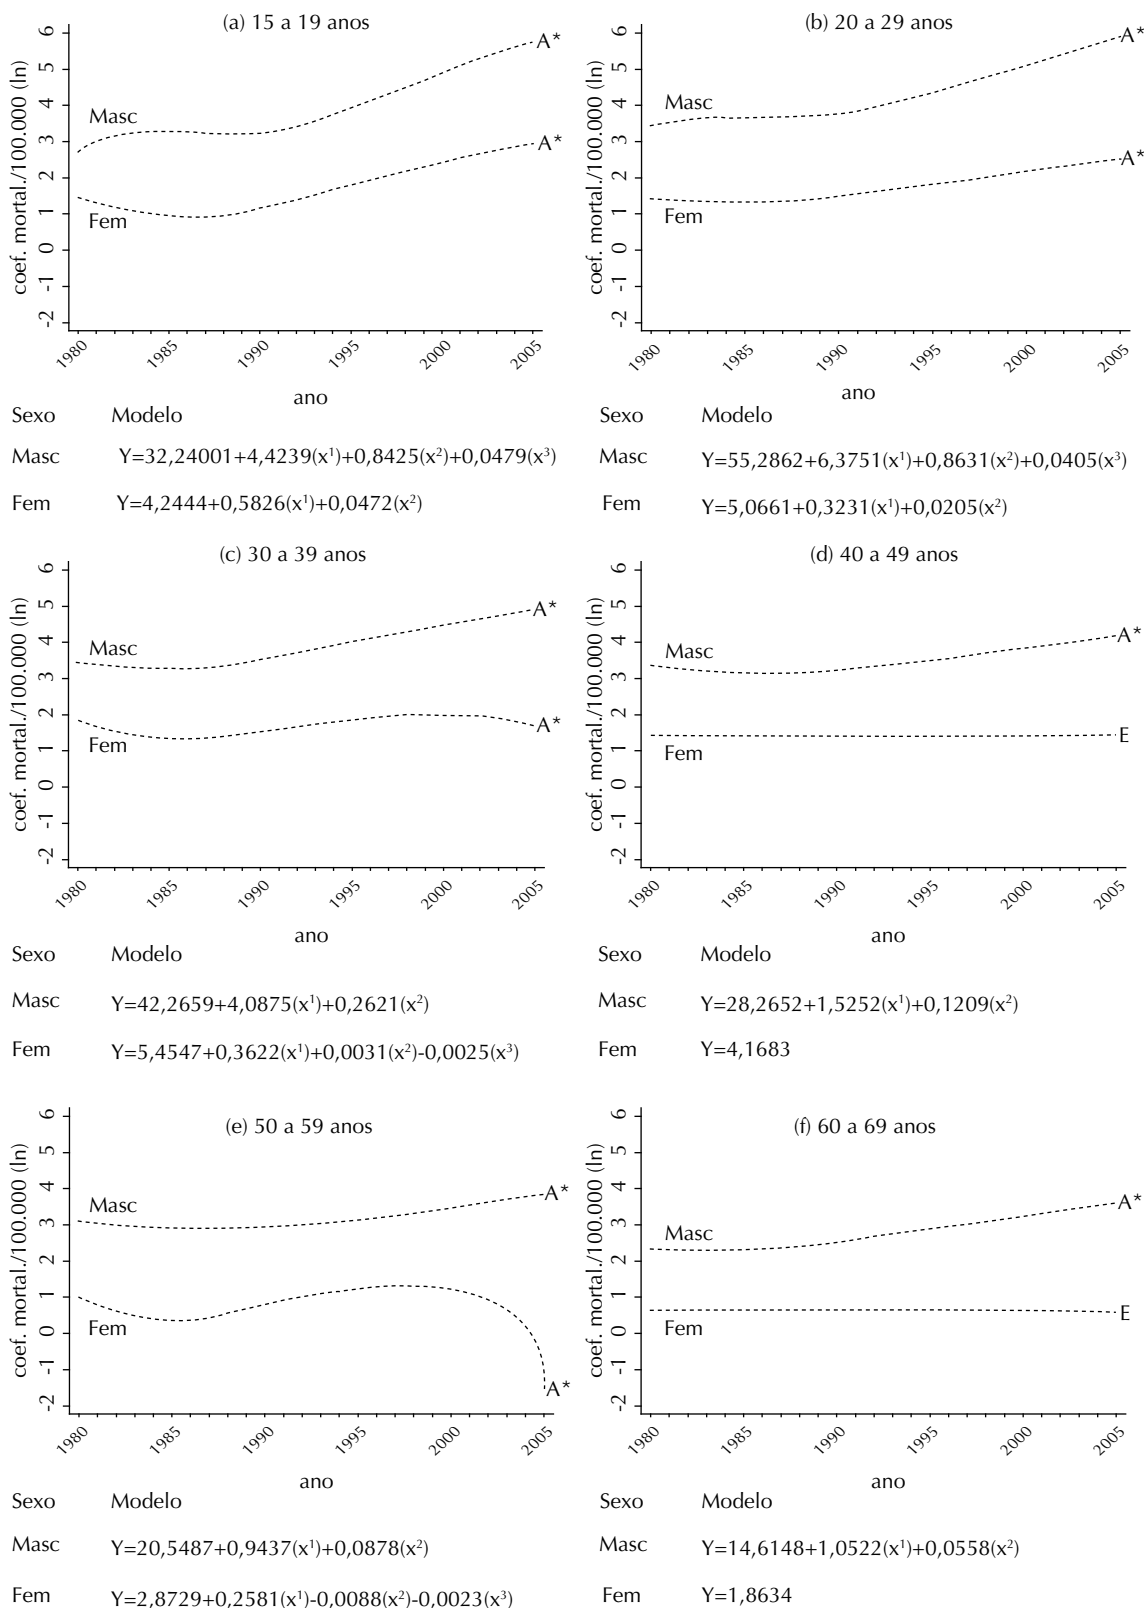 (a) 15 a 19 anos
coef. mortal./100.000 (ln)
6
5
4
3
2
1
0
-1
-2
Masc
A*
Fem
A*
1980 1985 1990 1995 2000 2005
ano
Sexo Modelo
Masc Y=32,24001+4,4239(x¹)+0,8425(x²)+0,0479(x³)
Fem Y=4,2444+0,5826(x¹)+0,0472(x²)
(b) 20 a 29 anos
coef. mortal./100.000 (ln)
6
5
4
3
2
1
0
-1
-2
Masc
A*
Fem
A*
1980 1985 1990 1995 2000 2005
ano
Sexo Modelo
Masc Y=55,2862+6,3751(x¹)+0,8631(x²)+0,0405(x³)
Fem Y=5,0661+0,3231(x¹)+0,0205(x²)
(c) 30 a 39 anos
coef. mortal./100.000 (ln)
6
5
4
3
2
1
0
-1
-2
Masc
A*
Fem
A*
1980 1985 1990 1995 2000 2005
ano
Sexo Modelo
Masc Y=42,2659+4,0875(x¹)+0,2621(x²)
Fem Y=5,4547+0,3622(x¹)+0,0031(x²)-0,0025(x³)
(d) 40 a 49 anos
coef. mortal./100.000 (ln)
6
5
4
3
2
1
0
-1
-2
Masc
A*
Fem
E
1980 1985 1990 1995 2000 2005
ano
Sexo Modelo
Masc Y=28,2652+1,5252(x¹)+0,1209(x²)
Fem Y=4,1683
(e) 50 a 59 anos
coef. mortal./100.000 (ln)
6
5
4
3
2
1
0
-1
-2
Masc
A*
Fem
A*
1980 1985 1990 1995 2000 2005
ano
Sexo Modelo
Masc Y=20,5487+0,9437(x¹)+0,0878(x²)
Fem Y=2,8729+0,2581(x¹)-0,0088(x²)-0,0023(x³)
(f) 60 a 69 anos
coef. mortal./100.000 (ln)
6
5
4
3
2
1
0
-1
-2
Masc
A*
Fem
E
1980 1985 1990 1995 2000 2005
ano
Sexo Modelo
Masc Y=14,6148+1,0522(x¹)+0,0558(x²)
Fem Y=1,8634